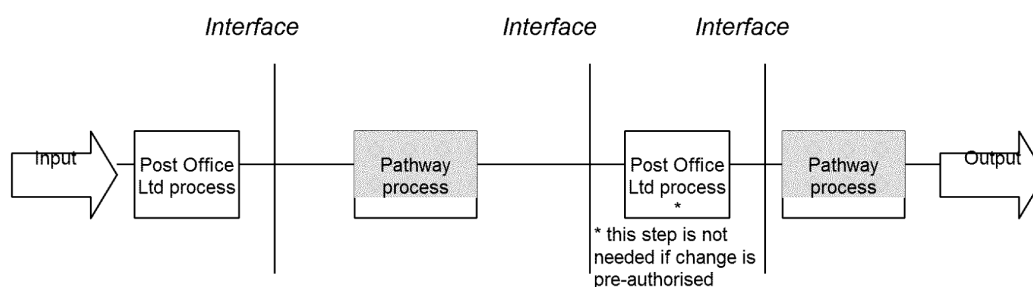 Interface Interface Interface
Input
Post Office
Ltd process
Pathway
process
Post Office
Ltd process
*
* this step is not
needed if change is
pre-authorised
Pathway
process
Output